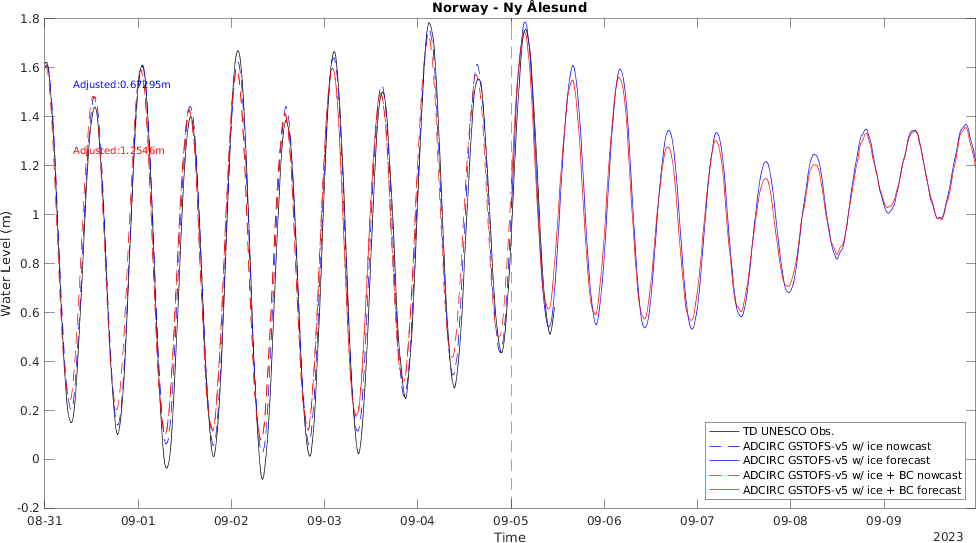 Norway - Ny Ålesund
1.8
1.6
1.4
1.2
1
0.8
0.6
0.4
0.2
0
-0.2
Water Level (m)
Adjusted:0.67295m
Adjusted:1.2546m
TD UNESCO Obs.
ADCIRC GSTOFS-v5 w/ ice nowcast
ADCIRC GSTOFS-v5 w/ ice forecast
ADCIRC GSTOFS-v5 w/ ice + BC nowcast
ADCIRC GSTOFS-v5 w/ ice + BC forecast
08-31 09-01 09-02 09-03 09-04 09-05 09-06 09-07 09-08 09-09
Time
2023